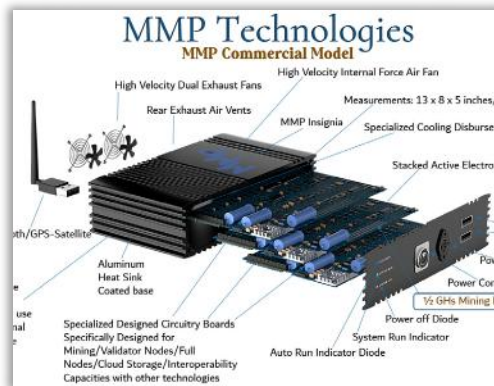 MMP Technologies
MMP Commercial Model
High Velocity Internal Force Air Fan
High Velocity Dual Exhaust Fans
Measurements: 13 x 8 x 5 inches,
Rear Exhaust Air Vents
MMP Insignia
Specialized Cooling Disburse
Stacked Active Electro
oth/GPS-Satellite
Aluminum
Heat Sink
Coated base
use
Power Con
½ GHs Mining
Power off Diode
System Run Indicator
Auto Run Indicator Diode
Specialized Designed Circuitry Boards
Specifically Designed for
Mining/Validator Nodes/Full
Nodes/Cloud Storage/Interoperability
Capacities with other technologies